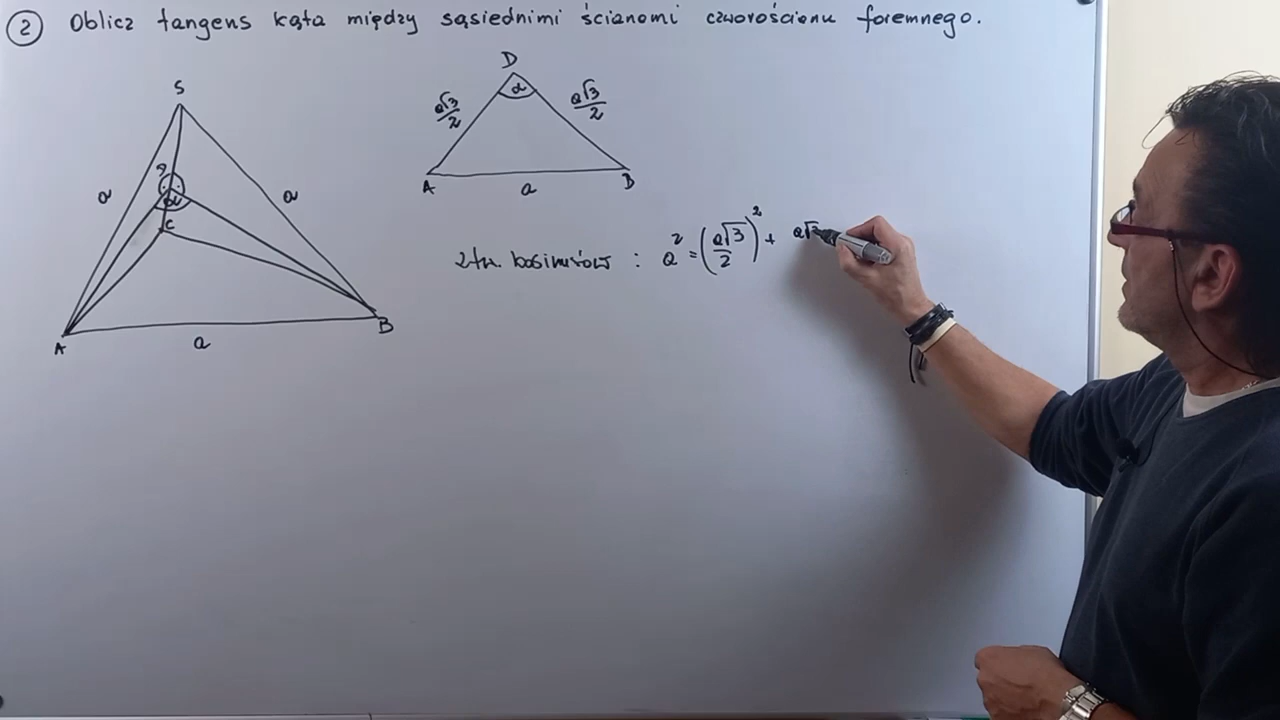 ② Oblicz tangens kąta między sąsiednimi ścianami czworościanu foremnego.
S
a
a
D
α
C
A
B
a
D
α
a√3/2
a√3/2
A
B
a
z tw. kosinusów : a² = (a√3/2)² + a√3